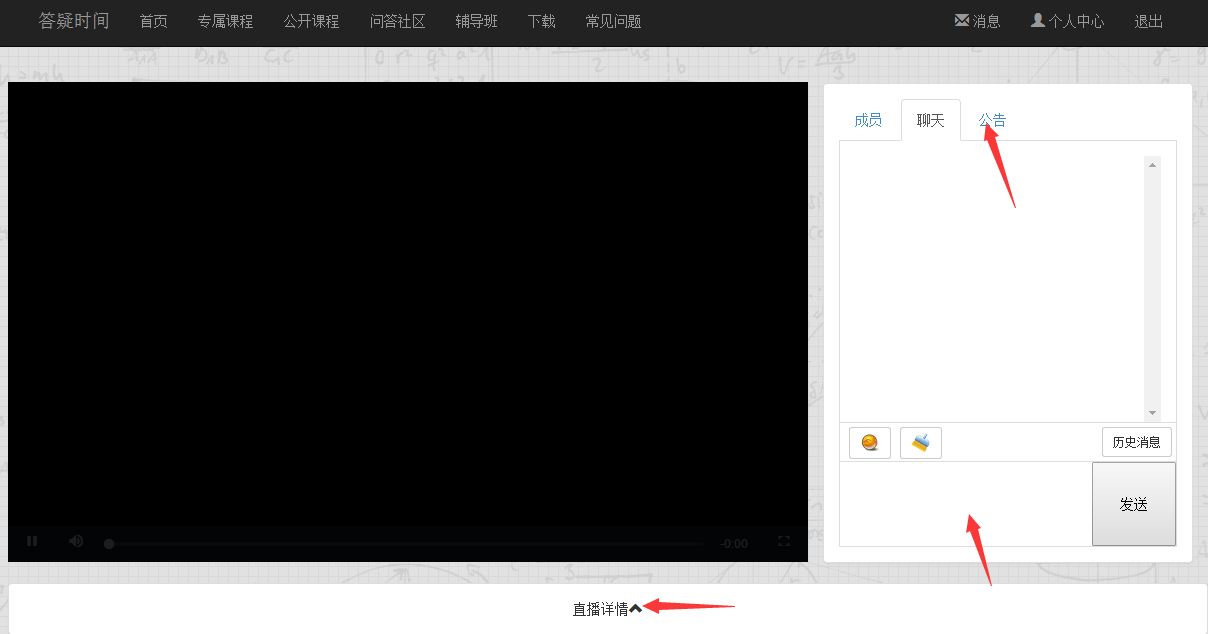 答疑时间 首页 专属课程 公开课程 问答社区 辅导班 下载 常见问题 消息 个人中心 退出
成员 聊天 公告
历史消息
发送
-0:00
直播详情